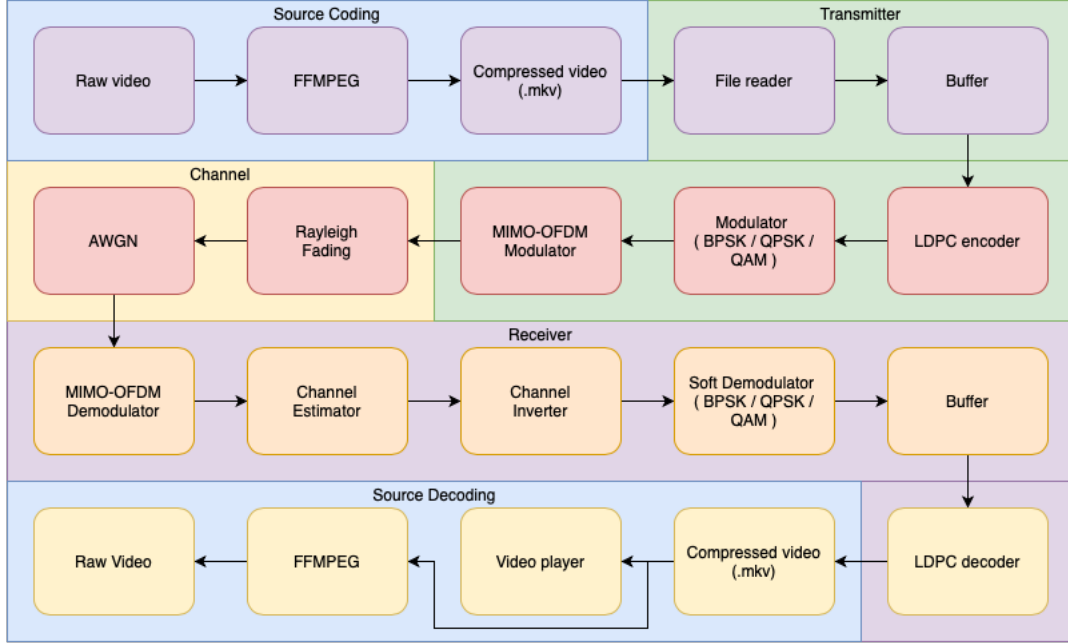 Source Coding
Transmitter
Raw video
FFMPEG
Compressed video
(.mkv)
File reader
Buffer
Channel
AWGN
Rayleigh
Fading
MIMO-OFDM
Modulator
Modulator
( BPSK / QPSK /
QAM )
LDPC encoder
Receiver
MIMO-OFDM
Demodulator
Channel
Estimator
Channel
Inverter
Soft Demodulator
( BPSK / QPSK /
QAM )
Buffer
Source Decoding
Raw Video
FFMPEG
Video player
Compressed video
(.mkv)
LDPC decoder